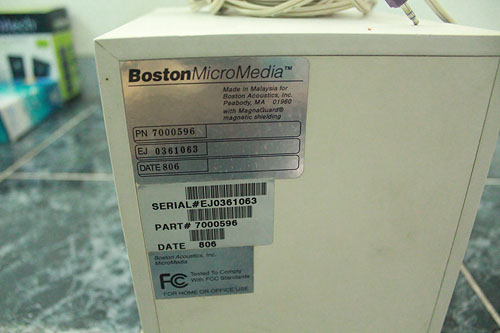 BostonMicroMedia™
Made in Malaysia for
Boston Acoustics, Inc.
Peabody, MA 01960
with MagnaGuard®
magnetic shielding
PN 7000596
EJ 0361063
DATE 806
SERIAL#EJ0361063
PART# 7000596
DATE 806
Boston Acoustics, Inc.
MicroMedia
FCC
Tested To Comply
With FCC Standards
FOR HOME OR OFFICE USE